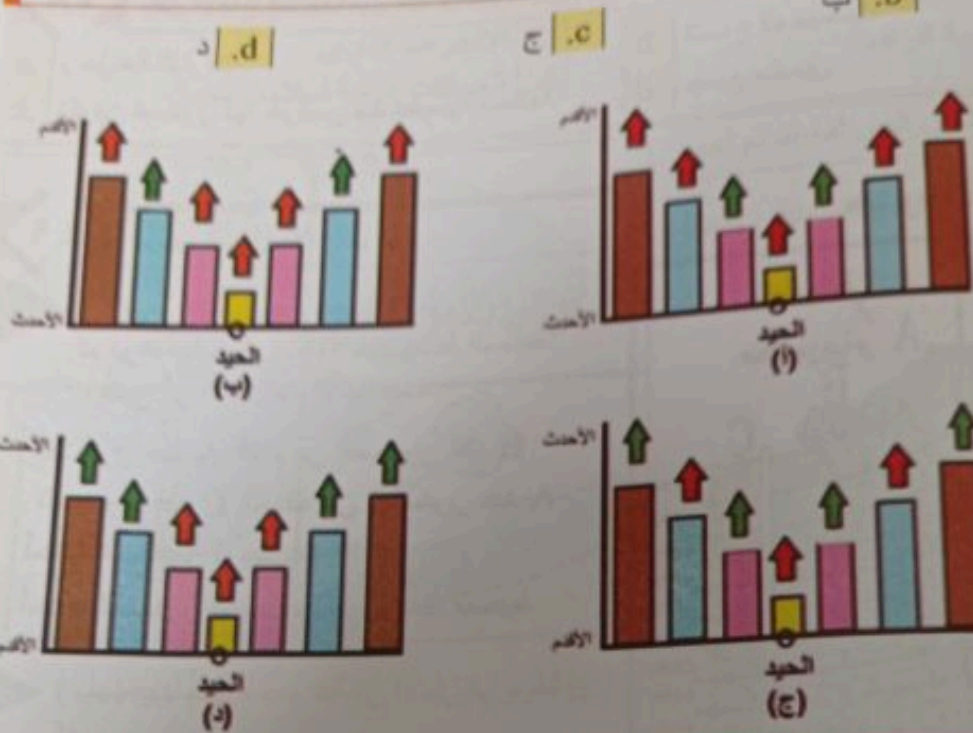 b. ب
c. ج
d. د
الأقدم
الأحدث
الحيد
(أ)
الأقدم
الأحدث
الحيد
(ب)
الأحدث
الأقدم
الحيد
(ج)
الأحدث
الأقدم
الحيد
(د)